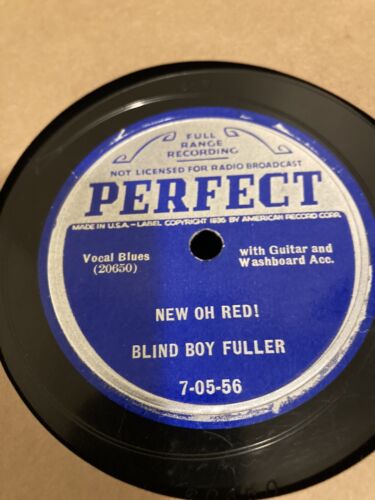 FULL
RANGE
RECORDING
NOT LICENSED FOR RADIO BROADCAST
PERFECT
MADE IN U.S.A.–LABEL COPYRIGHT 1936 BY AMERICAN RECORD CORP.
Vocal Blues
(20650)
with Guitar and
Washboard Acc.
NEW OH RED!
BLIND BOY FULLER
7-05-56